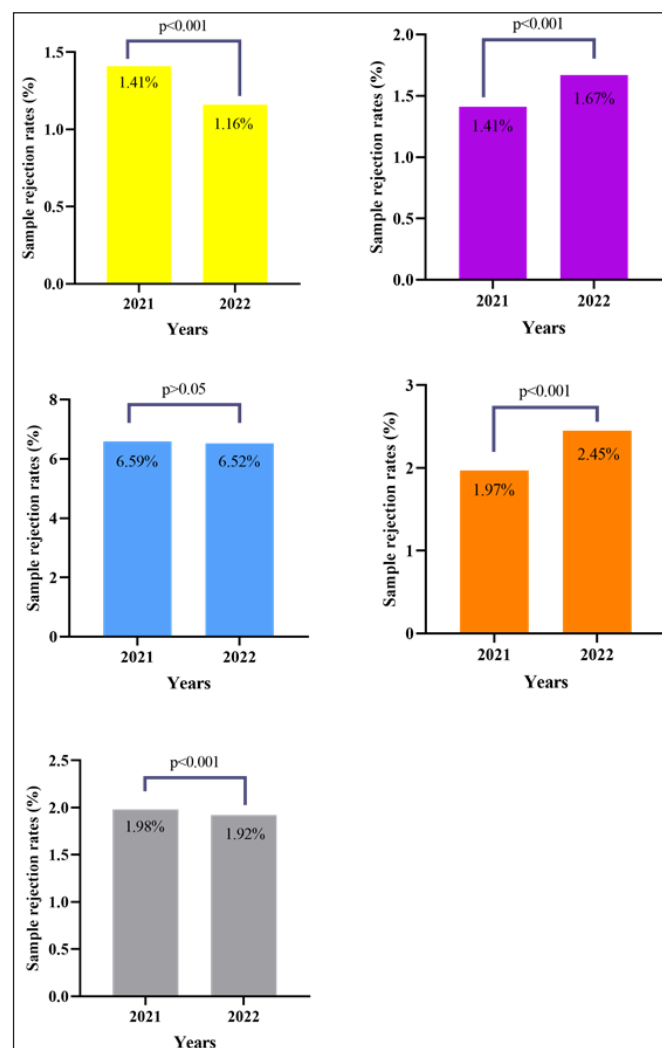 p<0.001
Sample rejection rates (%)
1.5
1.0
0.5
0.0
1.41%
1.16%
2021
2022
Years
p<0.001
Sample rejection rates (%)
2.0
1.5
1.0
0.5
0.0
1.41%
1.67%
2021
2022
Years
p>0.05
Sample rejection rates (%)
8
6
4
2
0
6.59%
6.52%
2021
2022
Years
p<0.001
Sample rejection rates (%)
3
2
1
0
1.97%
2.45%
2021
2022
Years
p<0.001
Sample rejection rates (%)
2.5
2.0
1.5
1.0
0.5
0.0
1.98%
1.92%
2021
2022
Years